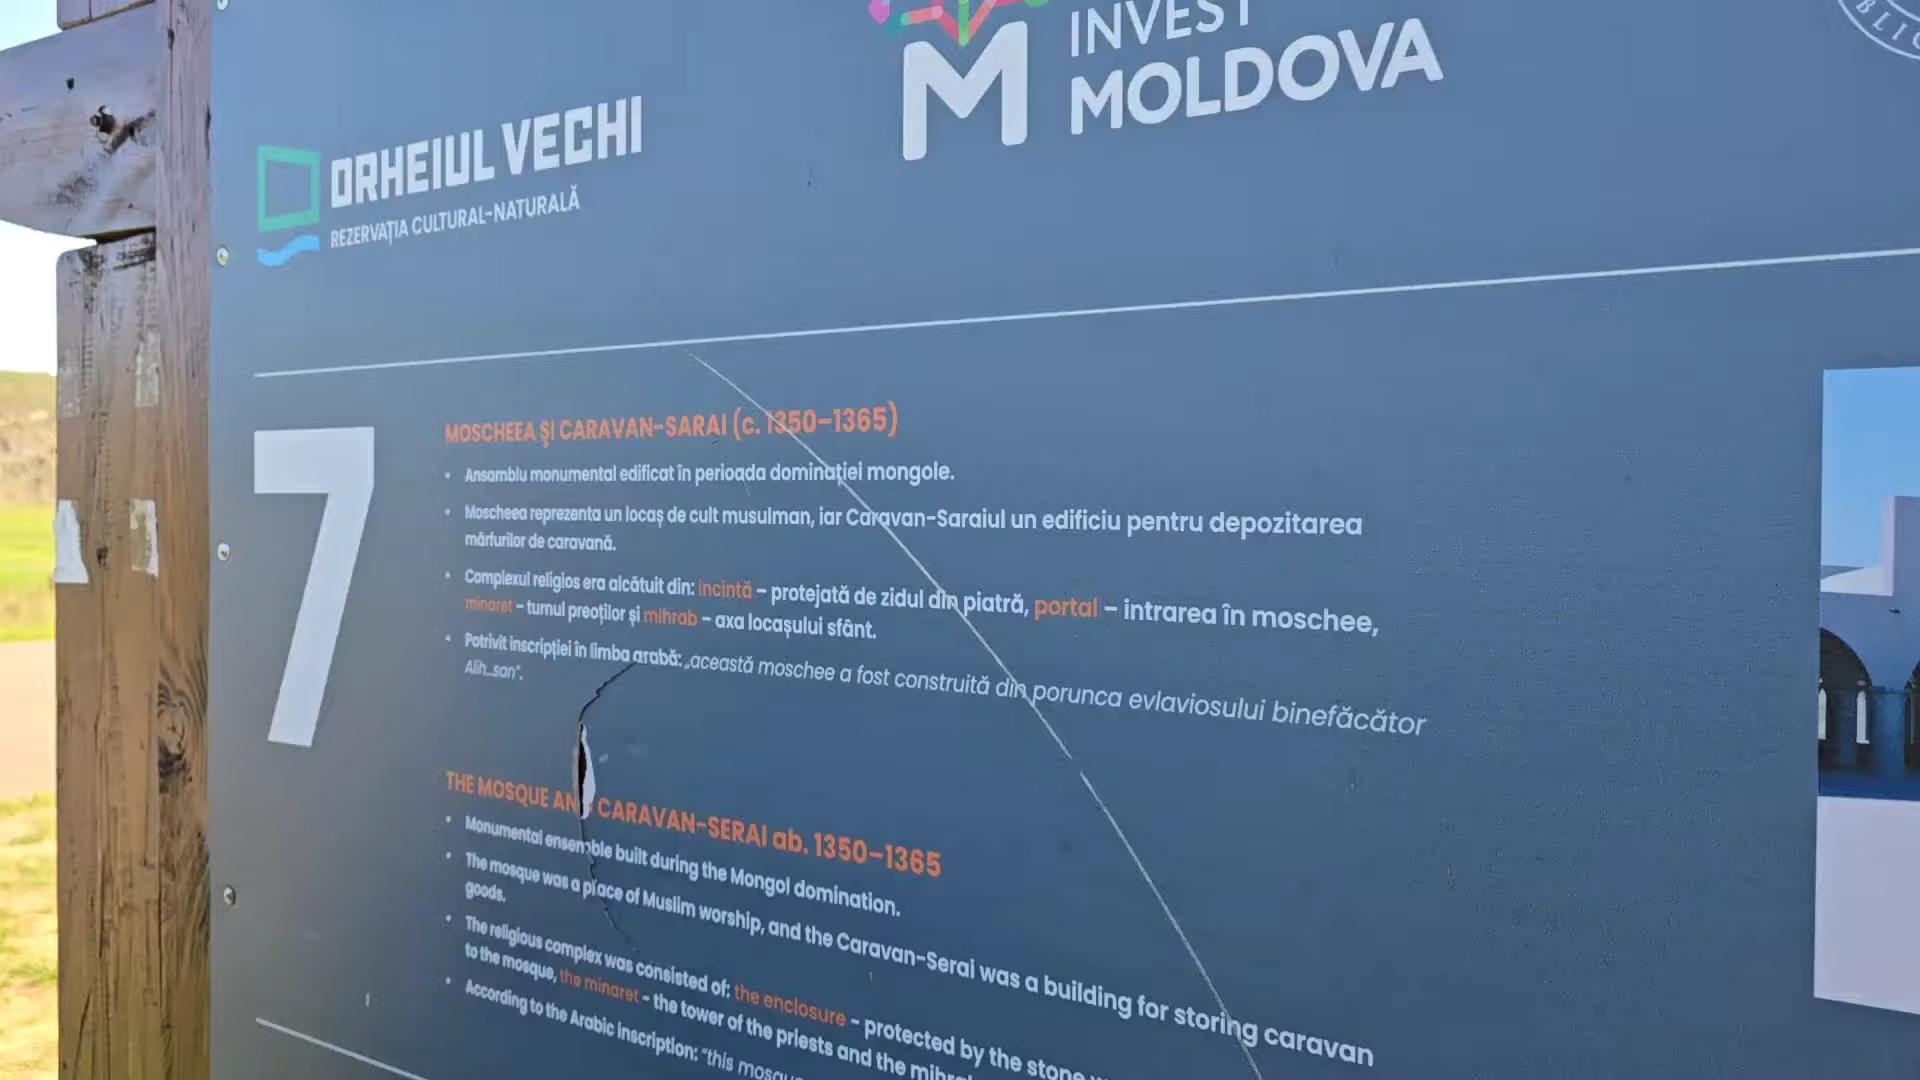 INVEST
MOLDOVA
ORHEIUL VECHI
REZERVAȚIA CULTURAL-NATURALĂ
7
MOSCHEEA ŞI CARAVAN-SARAI (c. 1350–1365)
• Ansamblu monumental edificat în perioada dominației mongole.
• Moscheea reprezenta un locaș de cult musulman, iar Caravan-Saraiul un edificiu pentru depozitarea
mărfurilor de caravană.
• Complexul religios era alcătuit din: incintă – protejată de zidul din piatră, portal – intrarea în moschee,
minaret – turnul preoților și mihrab – axa locașului sfânt.
• Potrivit inscripției în limba arabă: „această moschee a fost construită din porunca evlaviosului binefăcător
Alih...san".
THE MOSQUE AND CARAVAN-SERAI ab. 1350–1365
• Monumental ensemble built during the Mongol domination.
• The mosque was a place of Muslim worship, and the Caravan-Serai was a building for storing caravan
goods.
• The religious complex was consisted of: the enclosure – protected by the stone
to the mosque, the minaret - the tower of the priests and the
• According to the Arabic inscription: "this